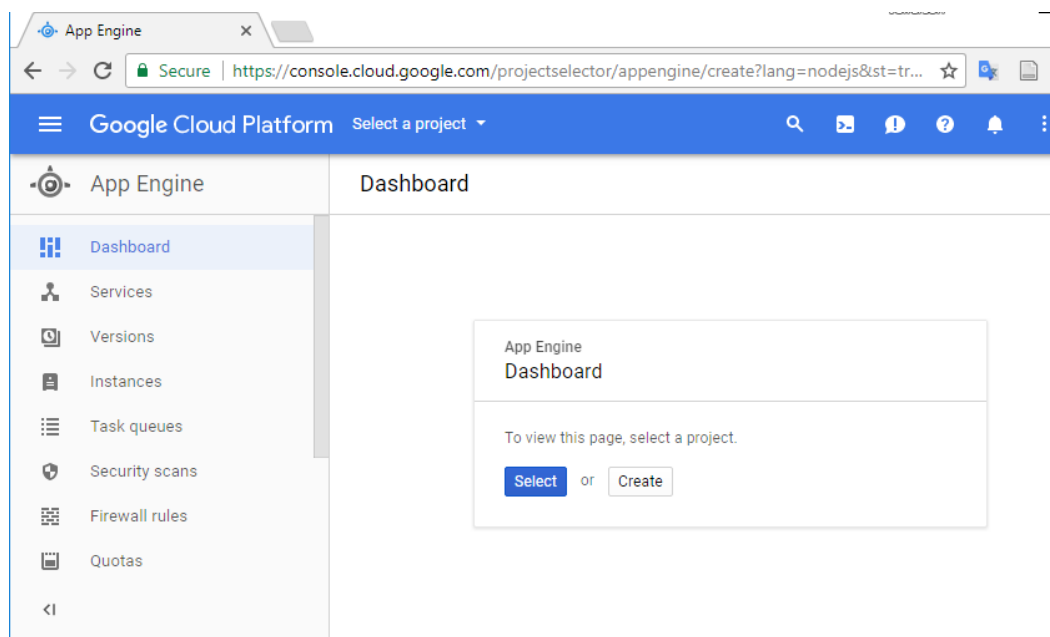 App Engine
Secure https://console.cloud.google.com/projectselector/appengine/create?lang=nodejs&st=tr...
Google Cloud Platform Select a project
App Engine
Dashboard
Dashboard
Services
Versions
Instances
Task queues
Security scans
Firewall rules
Quotas
App Engine
Dashboard
To view this page, select a project.
Select or Create